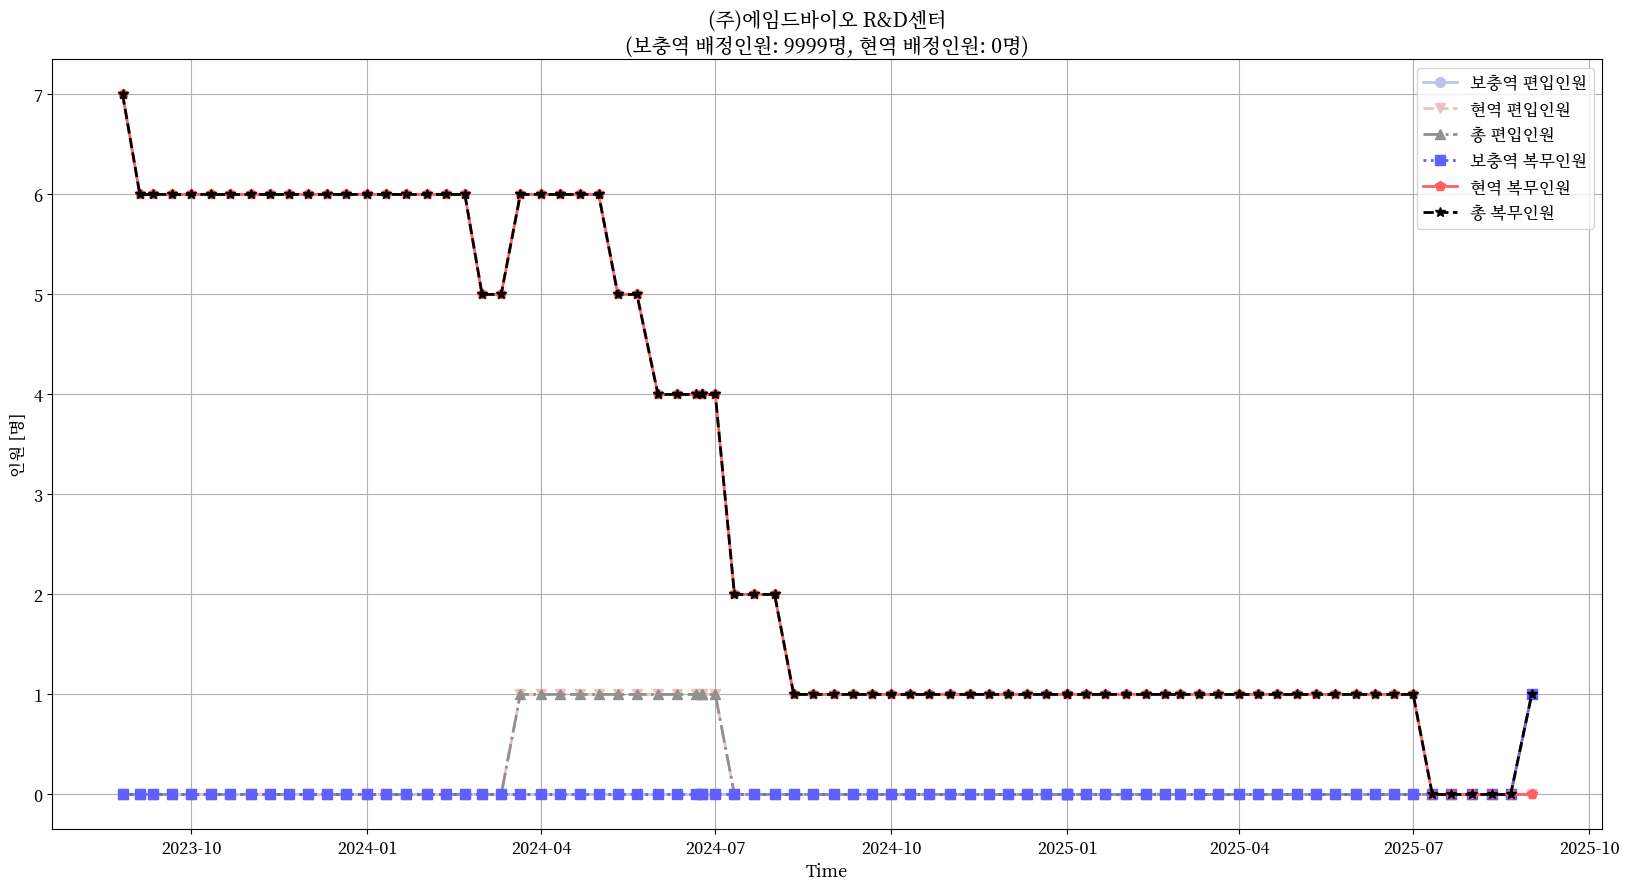 (주)에임드바이오 R&D센터
(보충역 배정인원: 9999명, 현역 배정인원: 0명)
보충역 편입인원
현역 편입인원
총 편입인원
보충역 복무인원
현역 복무인원
총 복무인원
7
6
5
4
3
2
1
0
인원 [명]
2023-10
2024-01
2024-04
2024-07
2024-10
2025-01
2025-04
2025-07
2025-10
Time